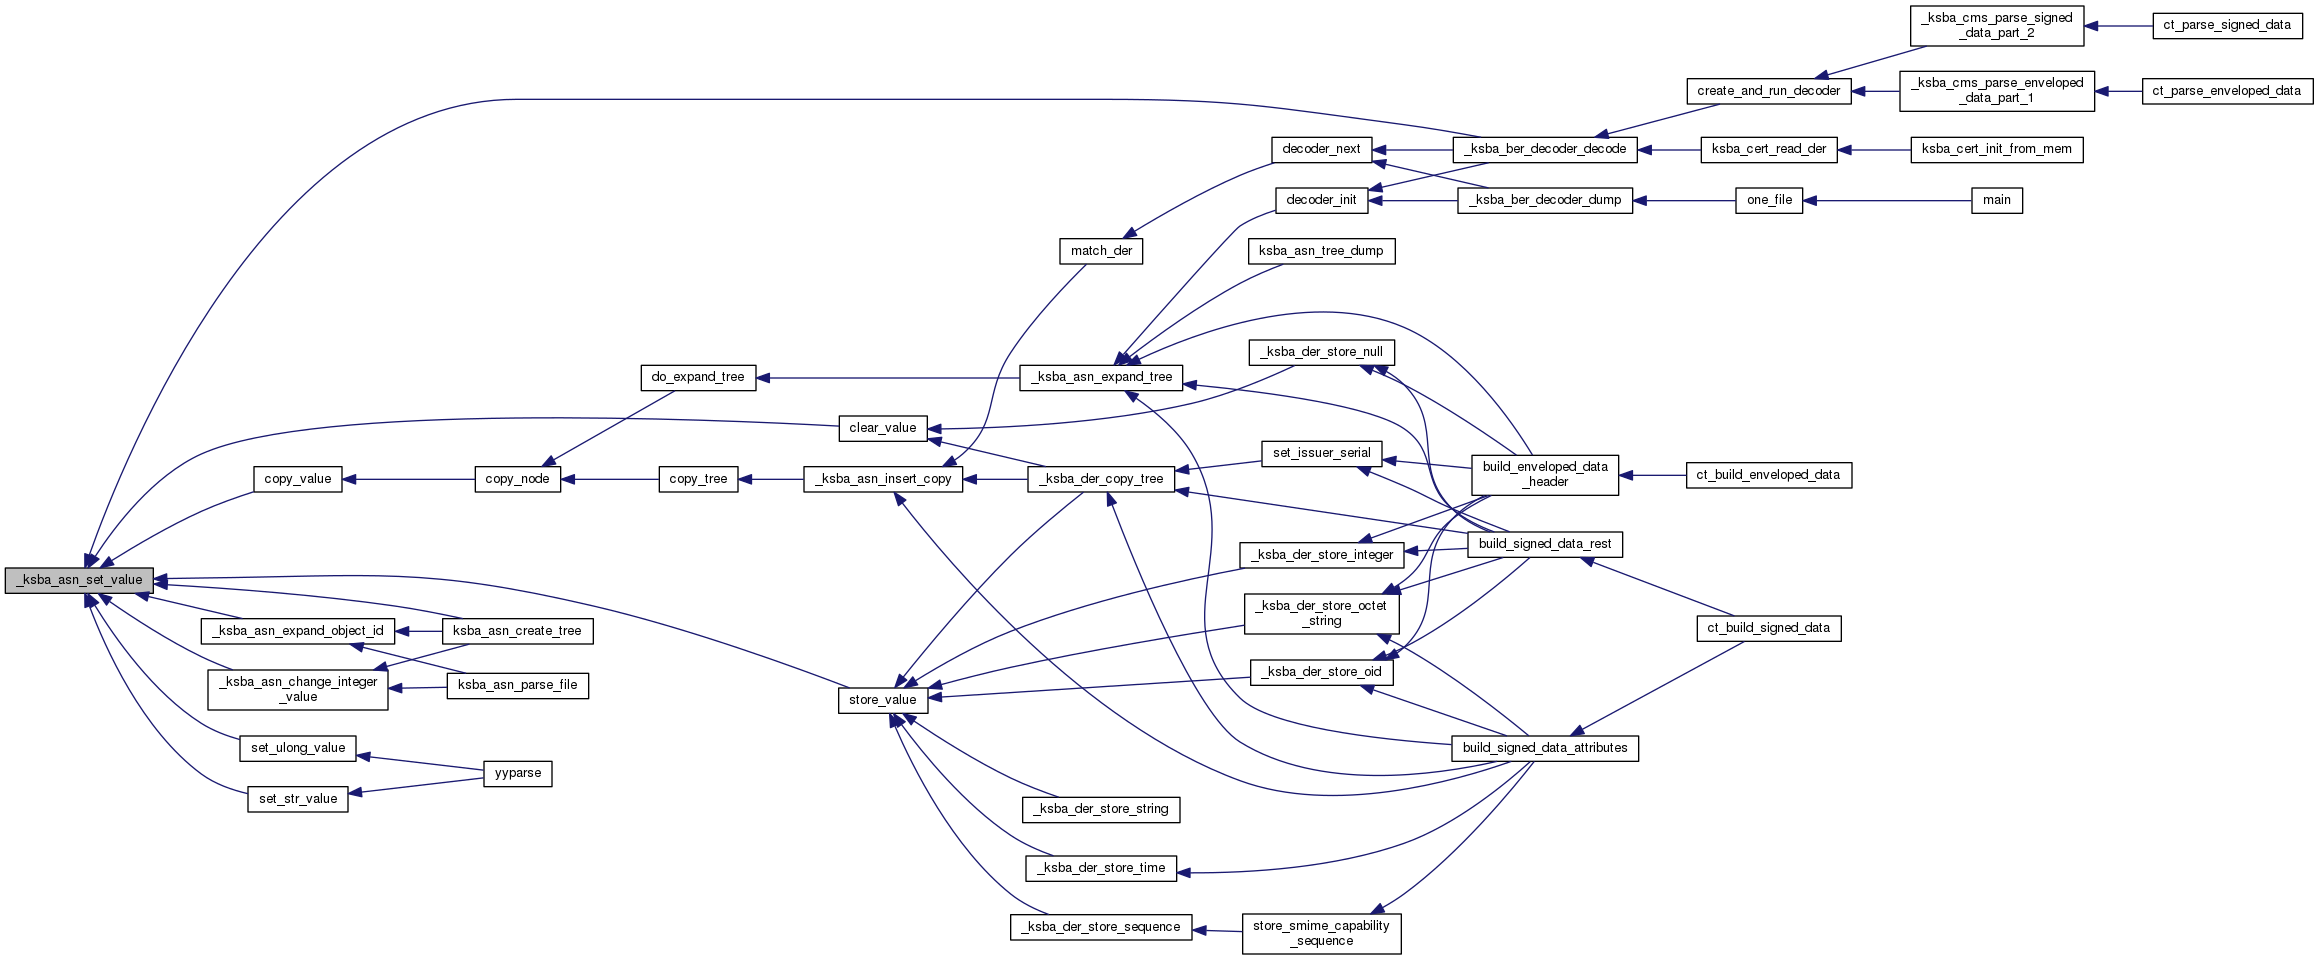 _ksba_cms_parse_signed
_data_part_2
ct_parse_signed_data
create_and_run_decoder
_ksba_cms_parse_enveloped
_data_part_1
ct_parse_enveloped_data
decoder_next
_ksba_ber_decoder_decode
ksba_cert_read_der
ksba_cert_init_from_mem
decoder_init
_ksba_ber_decoder_dump
one_file
main
match_der
ksba_asn_tree_dump
_ksba_der_store_null
do_expand_tree
_ksba_asn_expand_tree
clear_value
set_issuer_serial
build_enveloped_data
_header
ct_build_enveloped_data
copy_value
copy_node
copy_tree
_ksba_asn_insert_copy
_ksba_der_copy_tree
build_signed_data_rest
_ksba_der_store_integer
_ksba_asn_set_value
_ksba_der_store_octet
_string
ct_build_signed_data
_ksba_asn_expand_object_id
ksba_asn_create_tree
_ksba_asn_change_integer
_value
ksba_asn_parse_file
_ksba_der_store_oid
store_value
set_ulong_value
build_signed_data_attributes
yyparse
set_str_value
_ksba_der_store_string
_ksba_der_store_time
_ksba_der_store_sequence
store_smime_capability
_sequence